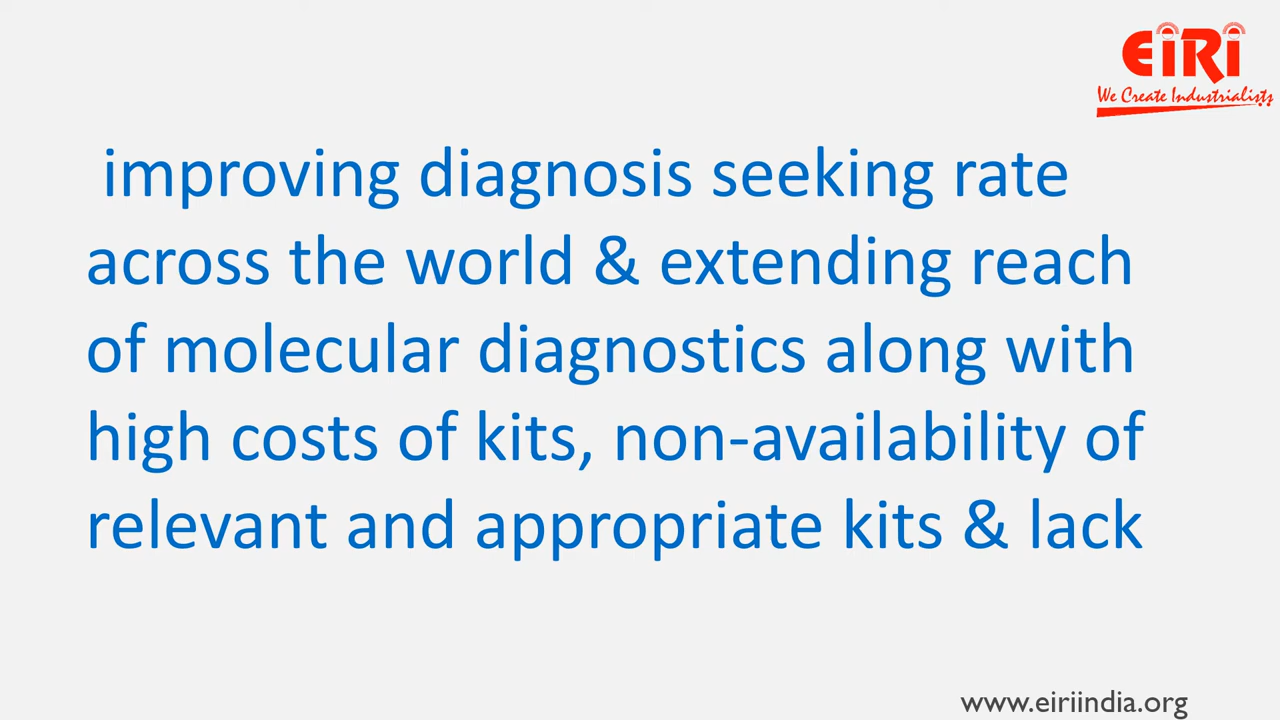 EiRi
We Create Industrialists
improving diagnosis seeking rate
across the world & extending reach
of molecular diagnostics along with
high costs of kits, non-availability of
relevant and appropriate kits & lack
www.eiriindia.org